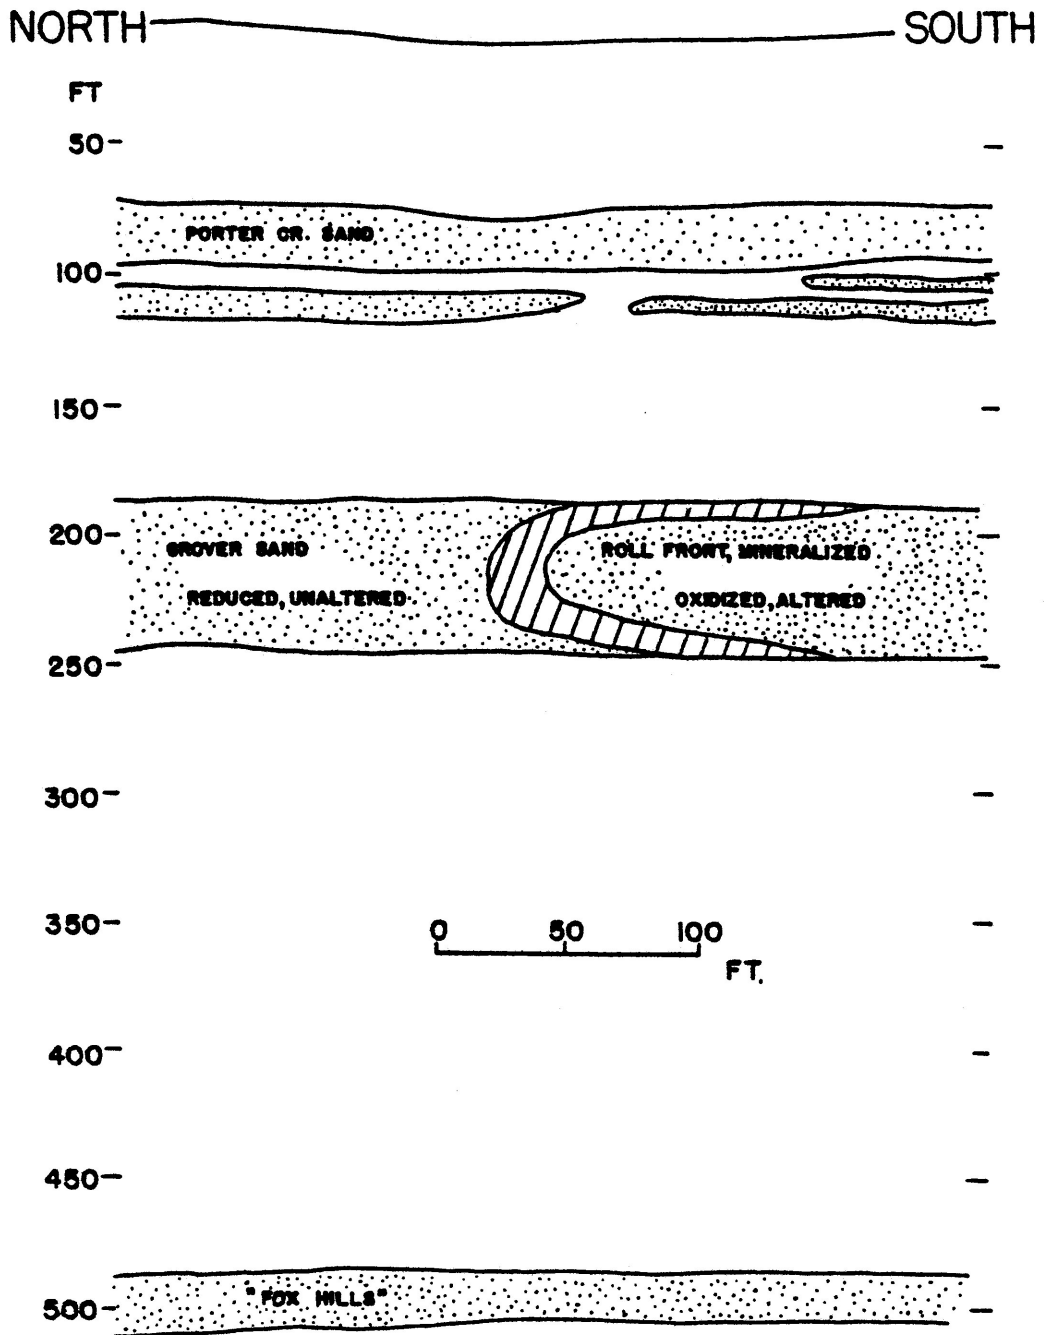 NORTH SOUTH
FT
50
PORTER CR. SAND
100
150
200
GROVER SAND ROLL FRONT, MINERALIZED
REDUCED, UNALTERED OXIDIZED, ALTERED
250
300
350
0 50 100
FT.
400
450
"FOX HILLS"
500